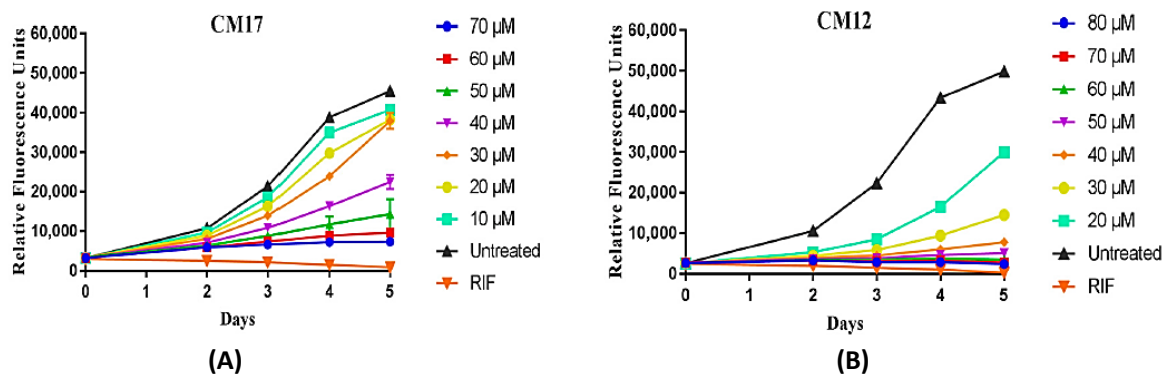 CM17
Relative Fluorescence Units
60,000
50,000
40,000
30,000
20,000
10,000
0
0 1 2 3 4 5
Days
70 µM
60 µM
50 µM
40 µM
30 µM
20 µM
10 µM
Untreated
RIF
(A)
CM12
Relative Fluorescence Units
60,000
50,000
40,000
30,000
20,000
10,000
0
0 1 2 3 4 5
Days
80 µM
70 µM
60 µM
50 µM
40 µM
30 µM
20 µM
Untreated
RIF
(B)